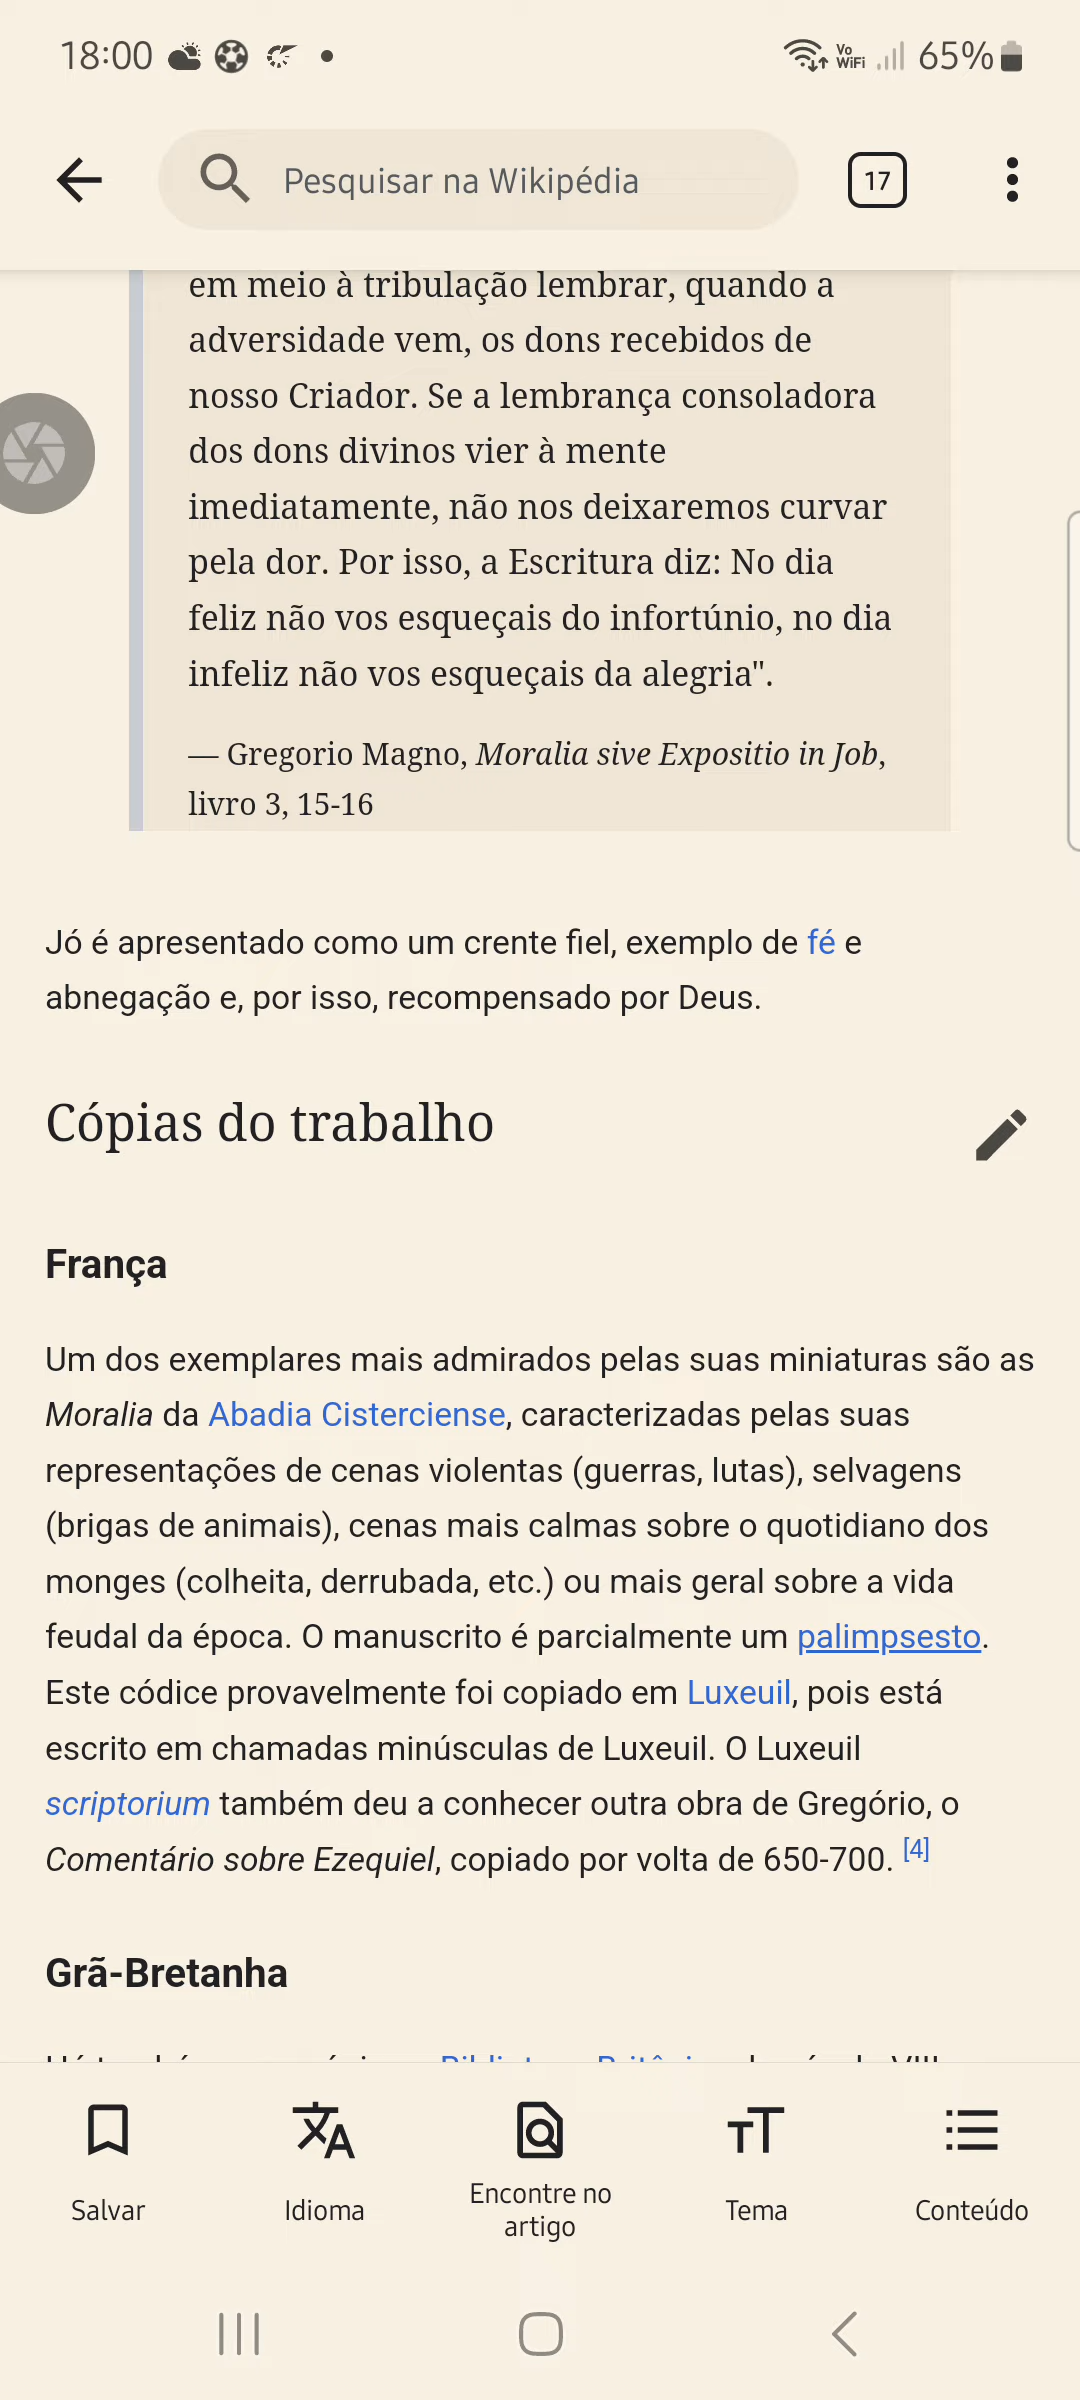 18:00
Vo WiFi
65%
Pesquisar na Wikipédia
17
em meio à tribulação lembrar, quando a
adversidade vem, os dons recebidos de
nosso Criador. Se a lembrança consoladora
dos dons divinos vier à mente
imediatamente, não nos deixaremos curvar
pela dor. Por isso, a Escritura diz: No dia
feliz não vos esqueçais do infortúnio, no dia
infeliz não vos esqueçais da alegria".
— Gregorio Magno, Moralia sive Expositio in Job,
livro 3, 15-16
Jó é apresentado como um crente fiel, exemplo de fé e
abnegação e, por isso, recompensado por Deus.
Cópias do trabalho
França
Um dos exemplares mais admirados pelas suas miniaturas são as
Moralia da Abadia Cisterciense, caracterizadas pelas suas
representações de cenas violentas (guerras, lutas), selvagens
(brigas de animais), cenas mais calmas sobre o quotidiano dos
monges (colheita, derrubada, etc.) ou mais geral sobre a vida
feudal da época. O manuscrito é parcialmente um palimpsesto.
Este códice provavelmente foi copiado em Luxeuil, pois está
escrito em chamadas minúsculas de Luxeuil. O Luxeuil
scriptorium também deu a conhecer outra obra de Gregório, o
Comentário sobre Ezequiel, copiado por volta de 650-700. [4]
Grã-Bretanha
Salvar
Idioma
Encontre no
artigo
Tema
Conteúdo